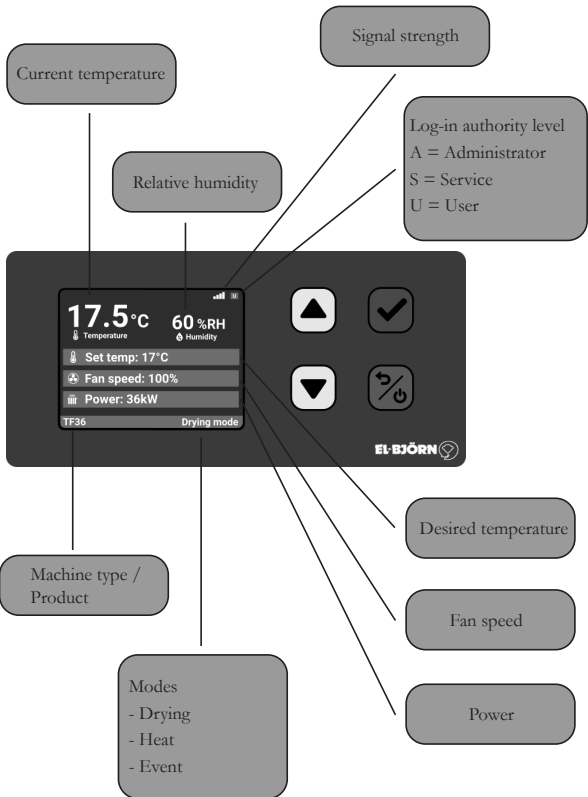 Signal strength
Current temperature
Log-in authority level
A = Administrator
S = Service
U = User
Relative humidity
U
17.5°C
Temperature
60 %RH
Humidity
Set temp: 17°C
Fan speed: 100%
Power: 36kW
TF36
Drying mode
EL·BJÖRN
Desired temperature
Machine type /
Product
Fan speed
Modes
- Drying
- Heat
- Event
Power